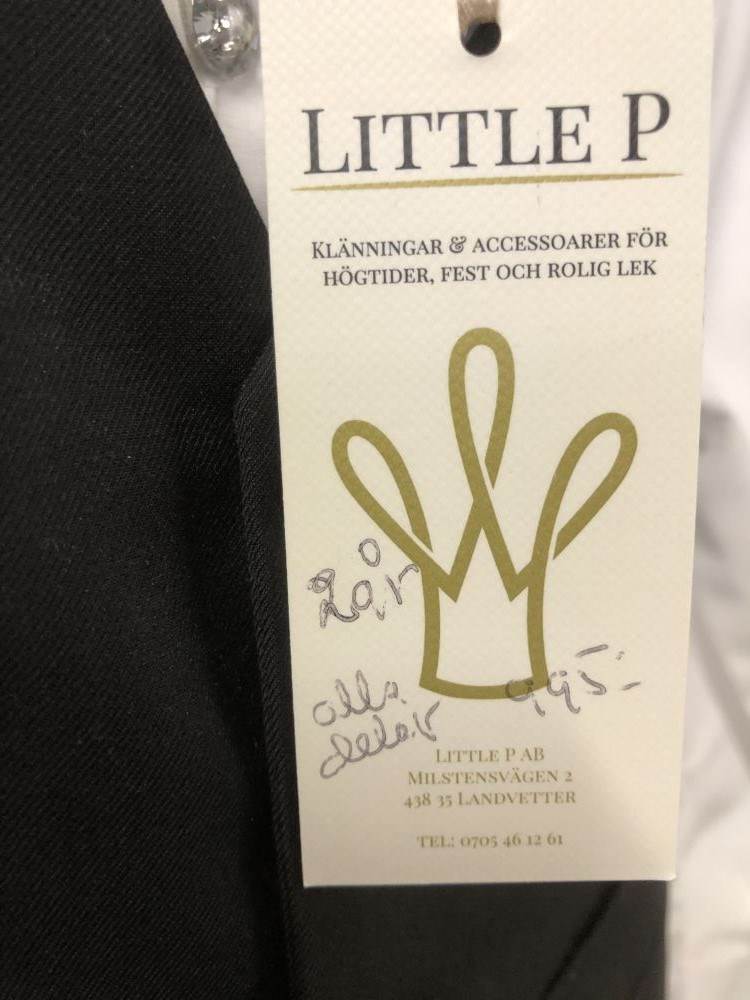 LITTLE P
KLÄNNINGAR & ACCESSOARER FÖR
HÖGTIDER, FEST OCH ROLIG LEK
2 år
alla
delar 995:-
LITTLE P AB
MILSTENSVÄGEN 2
438 35 LANDVETTER
TEL: 0705 46 12 61